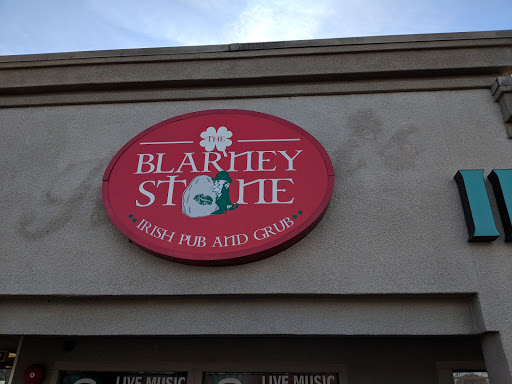 THE
BLARNEY
STONE
IRISH PUB AND GRUB
LIVE MUSIC
LIVE MUSIC